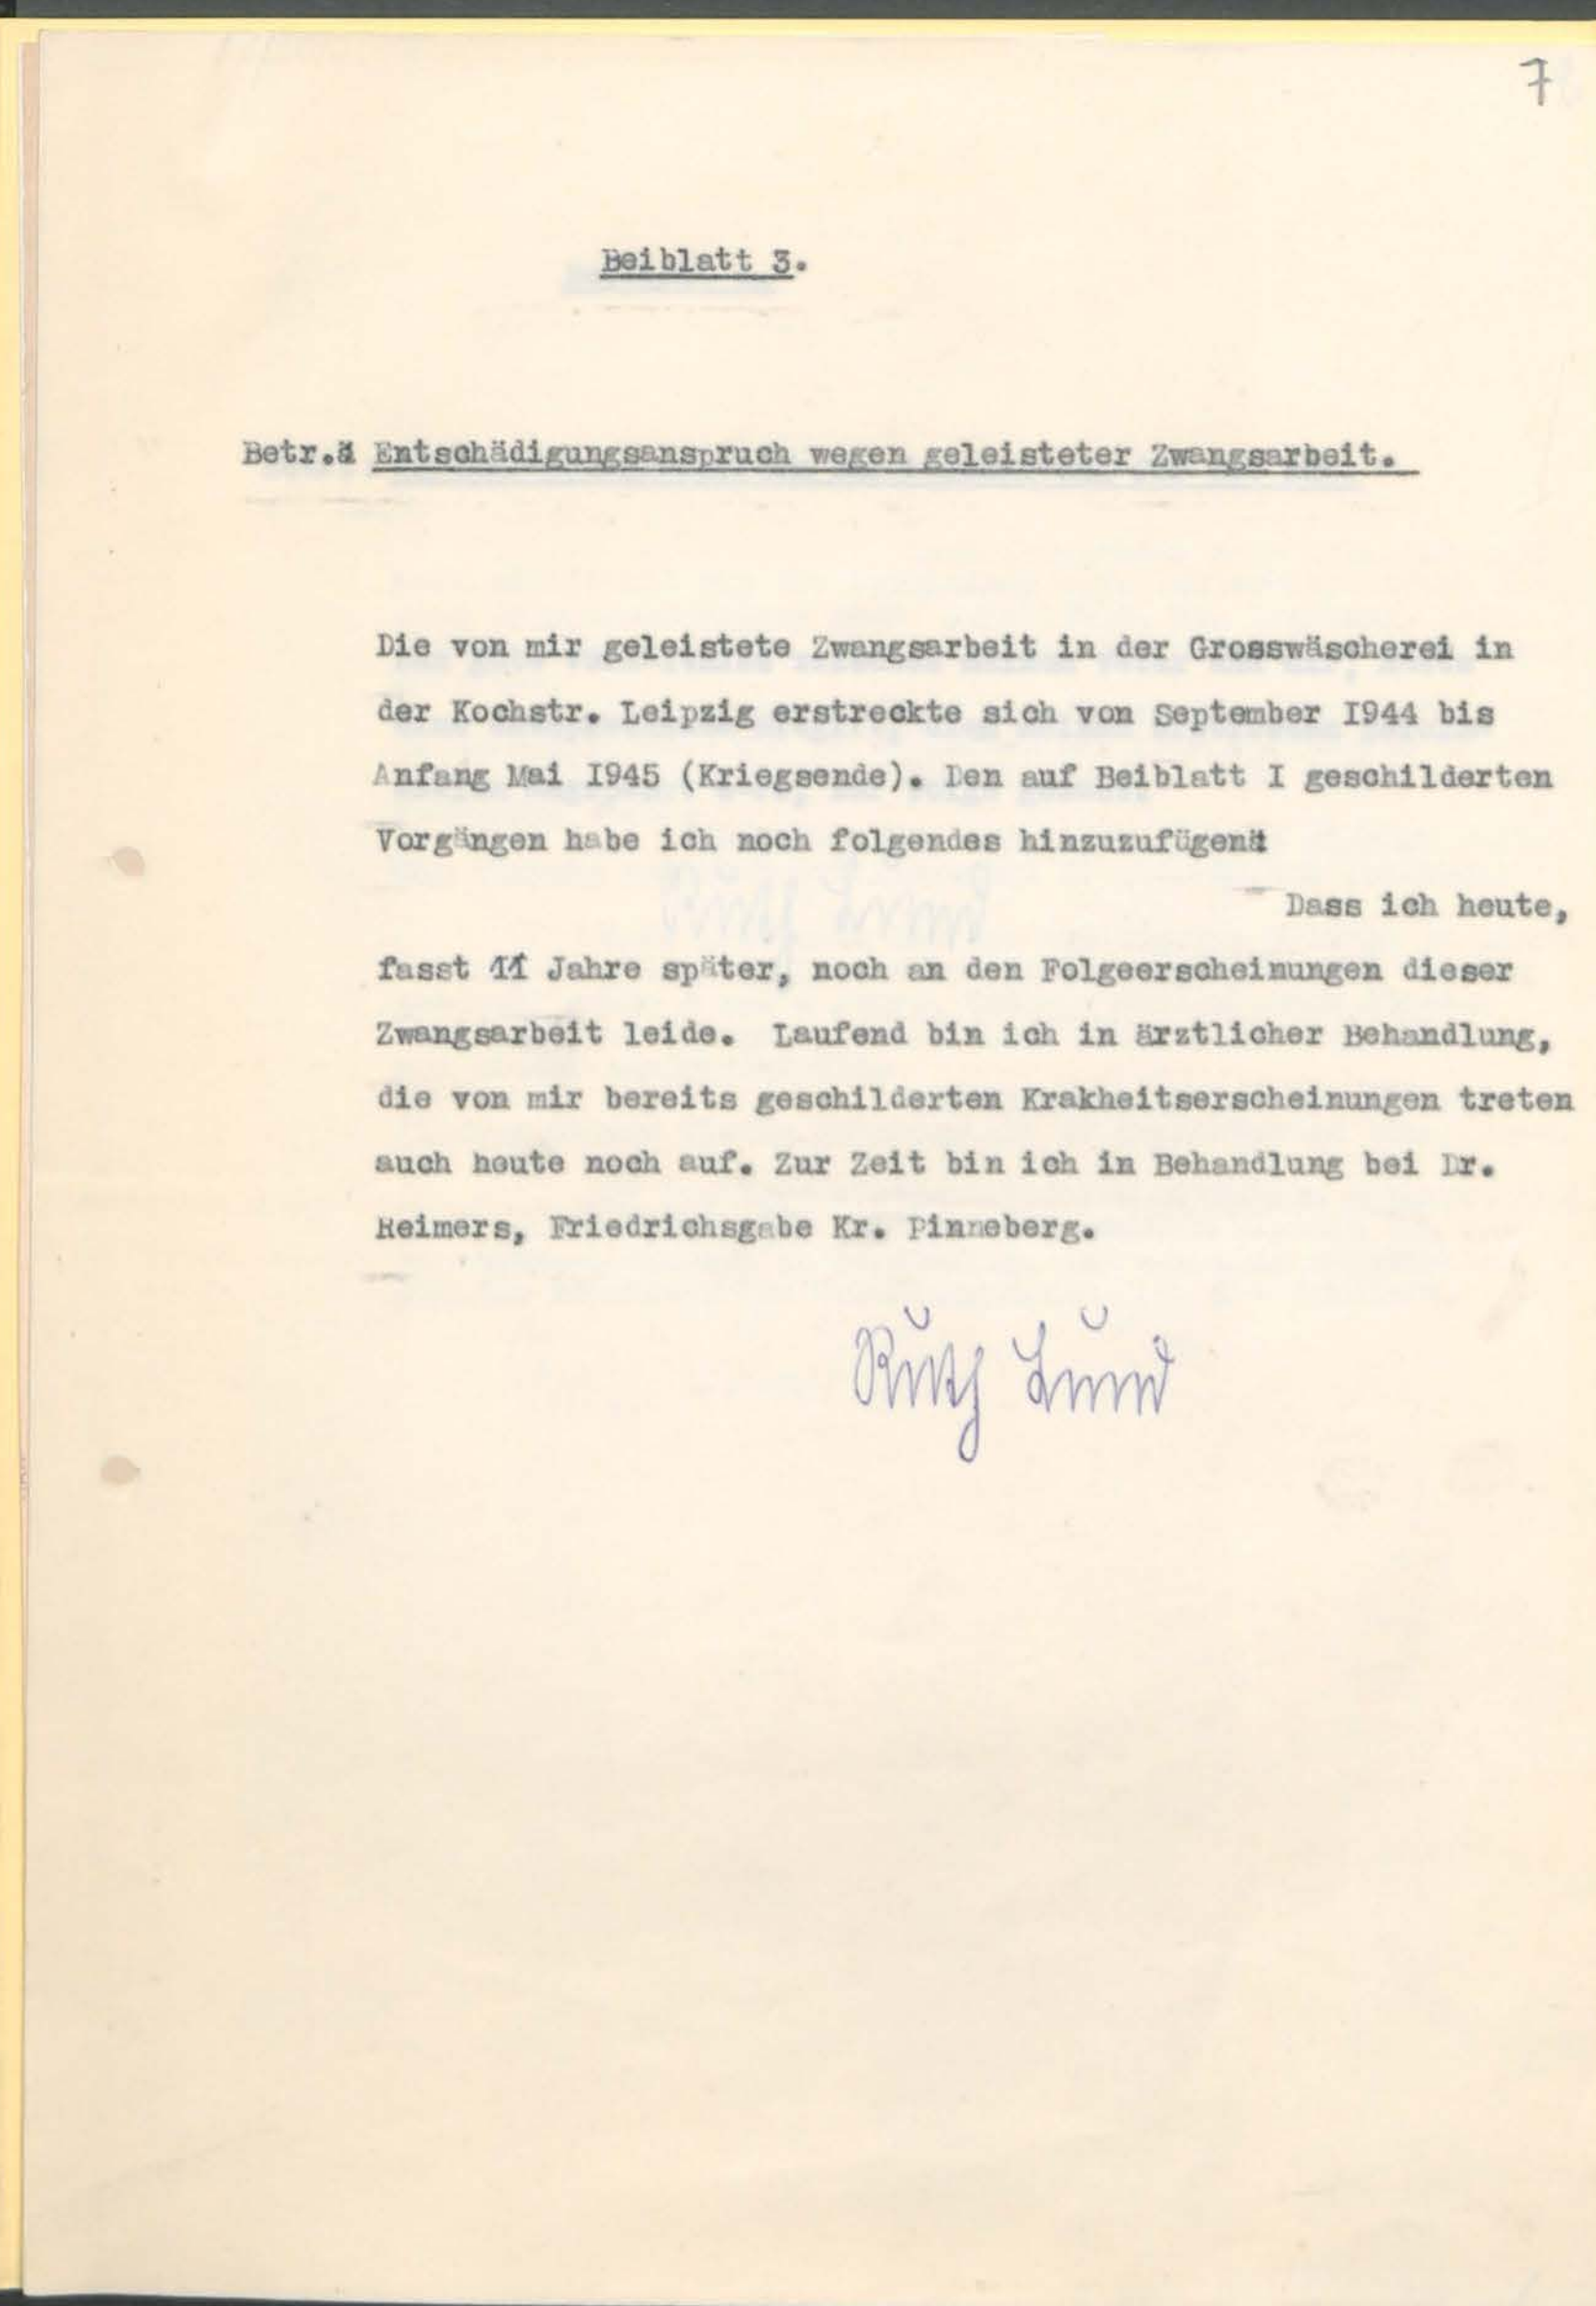 7
Beiblatt 3.
Betr.: Entschädigungsanspruch wegen geleisteter Zwangsarbeit.
Die von mir geleistete Zwangsarbeit in der Grosswäscherei in
der Kochstr. Leipzig erstreckte sich von September I944 bis
Anfang Mai I945 (Kriegsende). Den auf Beiblatt I geschilderten
Vorgängen habe ich noch folgendes hinzuzufügen:
Dass ich heute,
fasst 11 Jahre später, noch an den Folgeerscheinungen dieser
Zwangsarbeit leide. Laufend bin ich in ärztlicher Behandlung,
die von mir bereits geschilderten Krakheitserscheinungen treten
auch heute noch auf. Zur Zeit bin ich in Behandlung bei Dr.
Reimers, Friedrichsgabe Kr. Pinneberg.
Ruth Lund